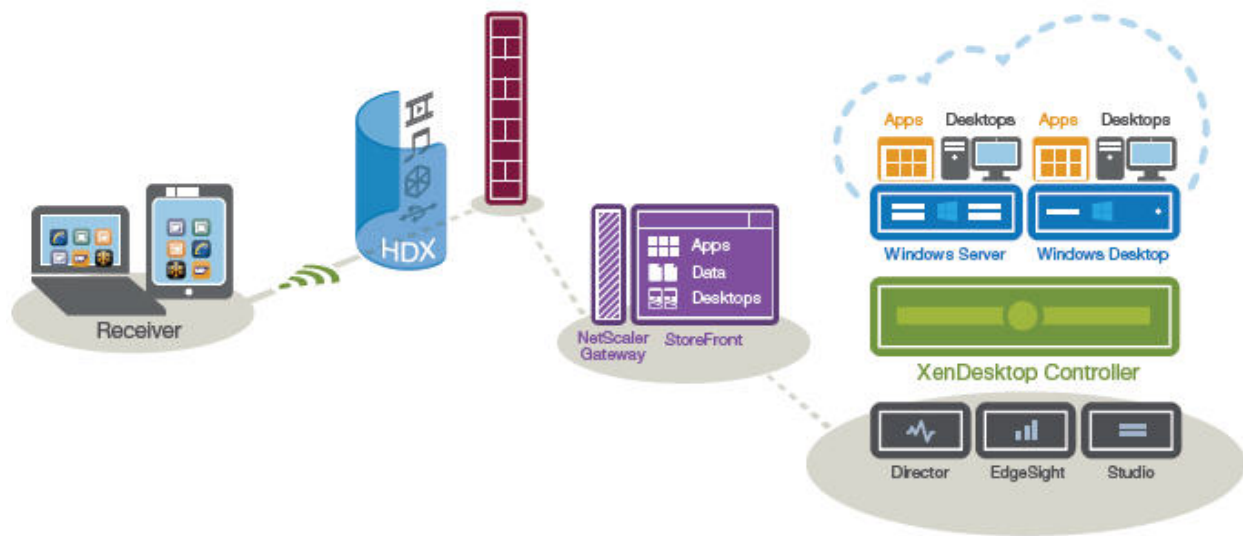 Receiver
HDX
Apps
Data
Desktops
NetScaler
Gateway
StoreFront
Apps Desktops Apps Desktops
Windows Server Windows Desktop
XenDesktop Controller
Director EdgeSight Studio